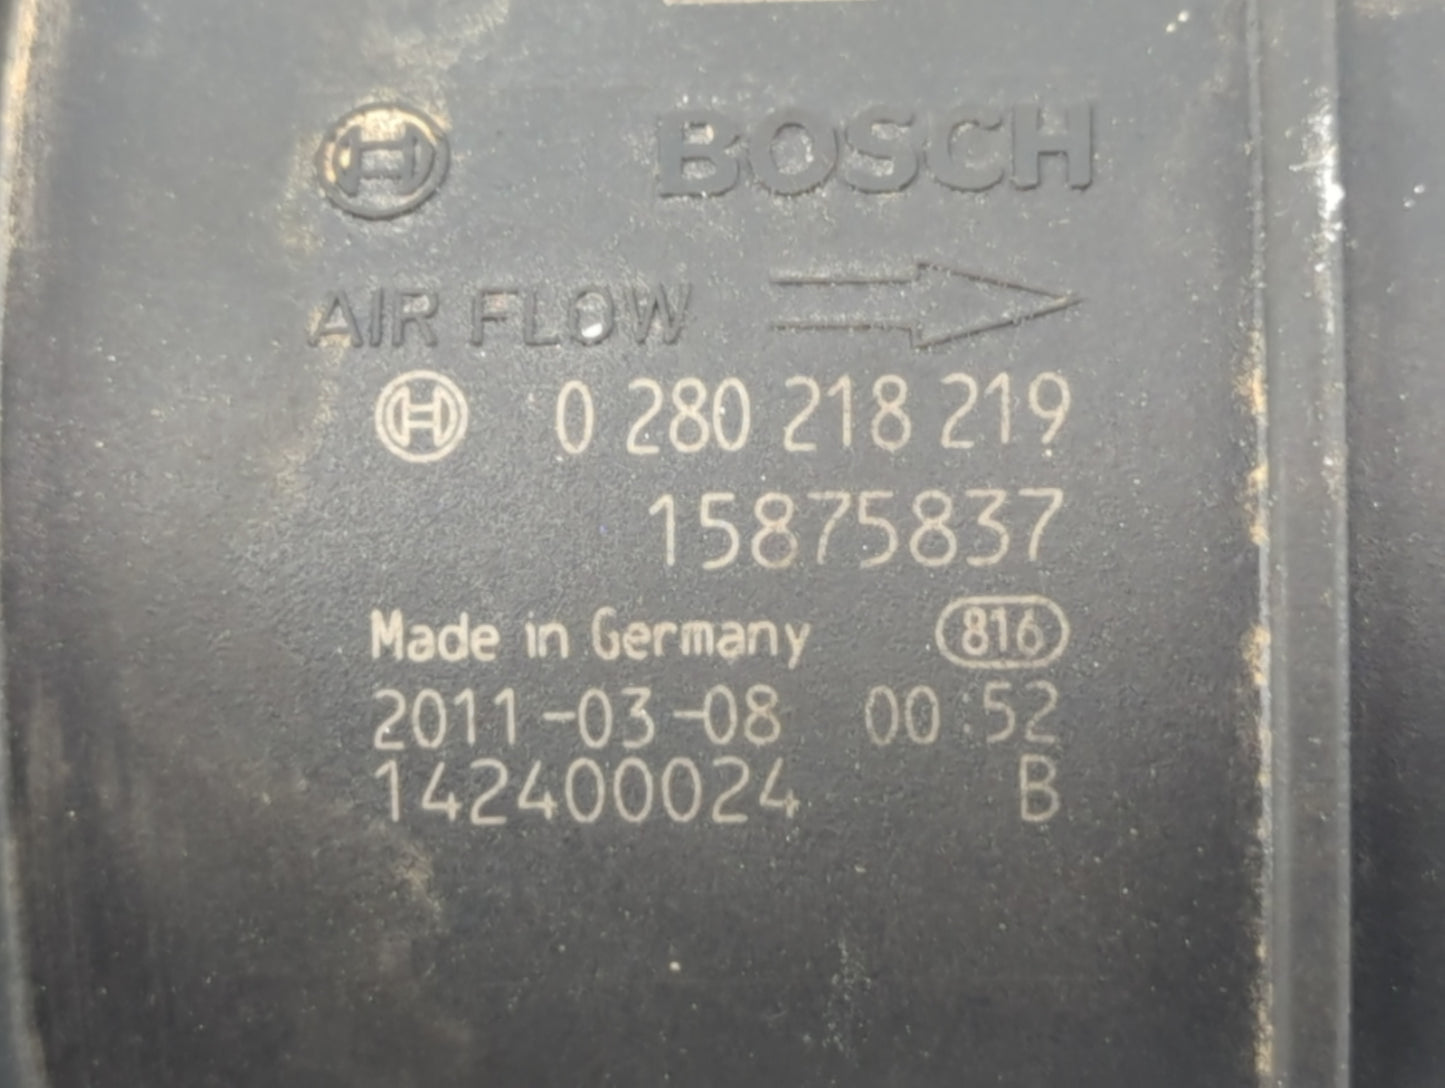 BOSCH
AIR FLOW
0 280 218 219
15875837
Made in Germany 816
2011-03-08 00:52
142400024 B